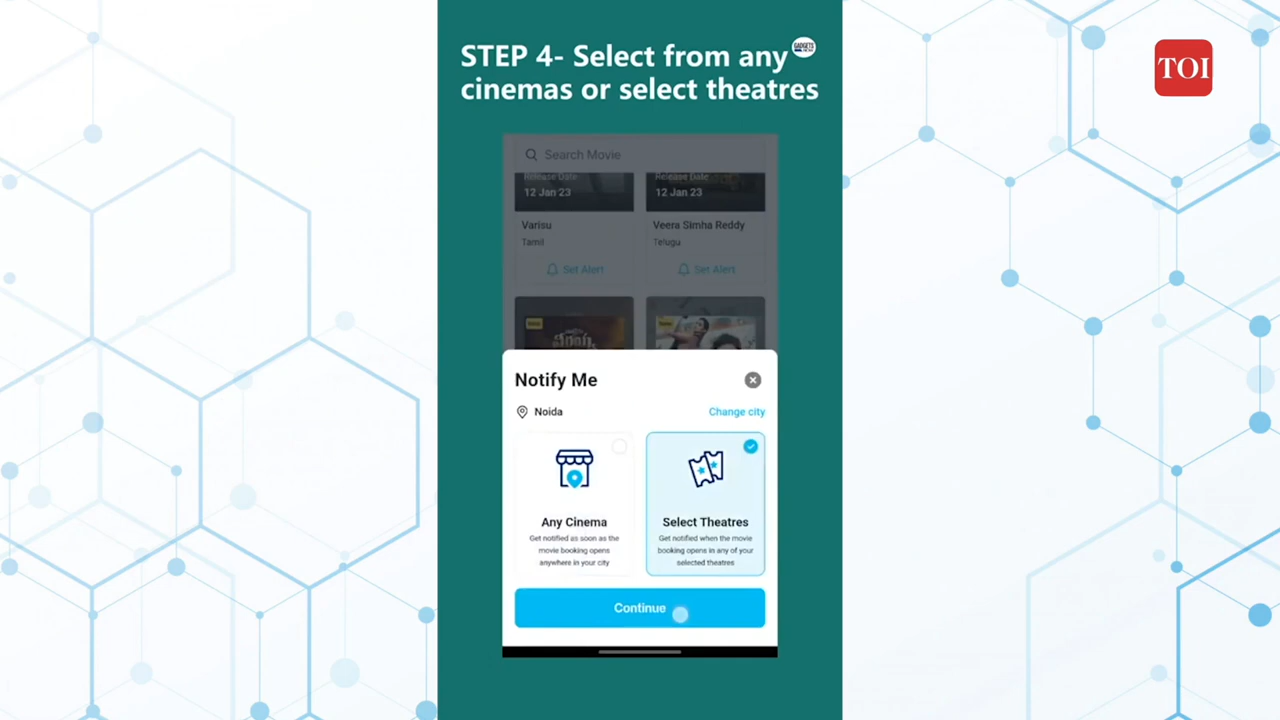 STEP 4- Select from any
cinemas or select theatres
GADGETS
TOI
Search Movie
Release Date
Release Date
12 Jan 23
12 Jan 23
Varisu
Veera Simha Reddy
Tamil
Telugu
Set Alert
Set Alert
Notify Me
Noida
Change city
Any Cinema
Get notified as soon as the
movie booking opens
anywhere in your city
Select Theatres
Get notified when the movie
booking opens in any of your
selected theatres
Continue